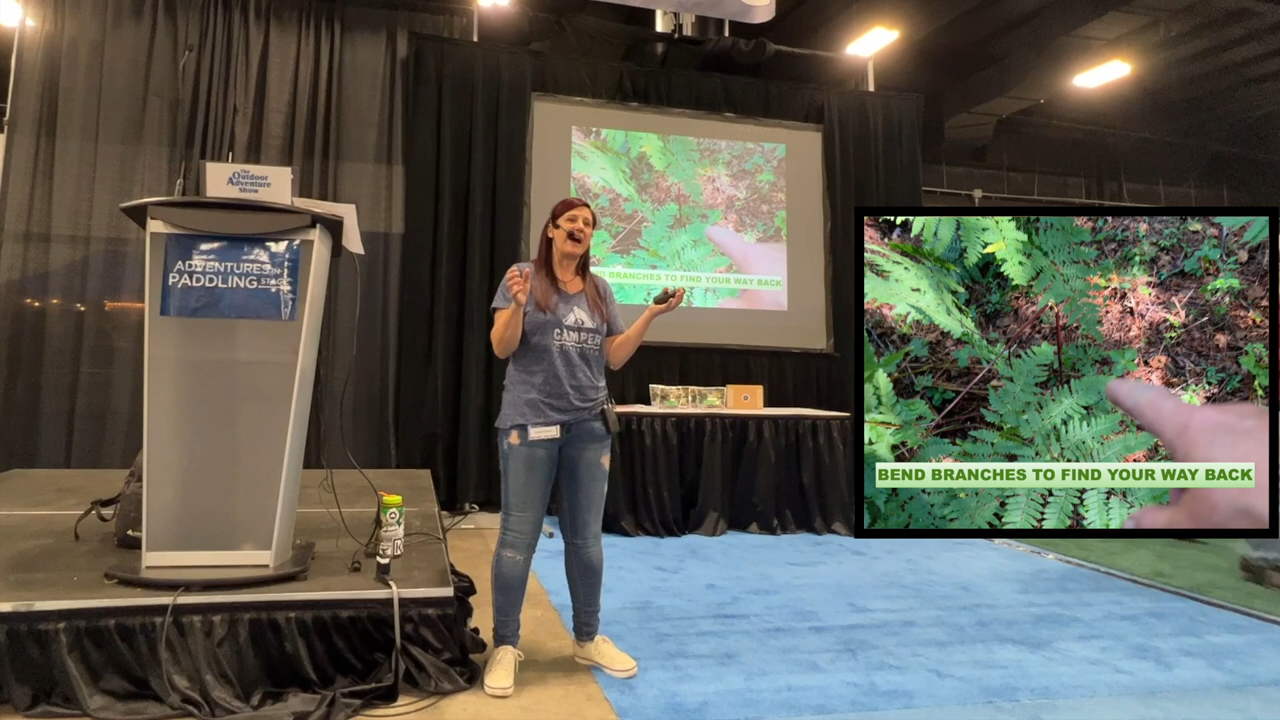 The
Outdoor
Adventure
Show
ADVENTURES IN
PADDLING STAGE
CAMPER
BEND BRANCHES TO FIND YOUR WAY BACK
BEND BRANCHES TO FIND YOUR WAY BACK
K